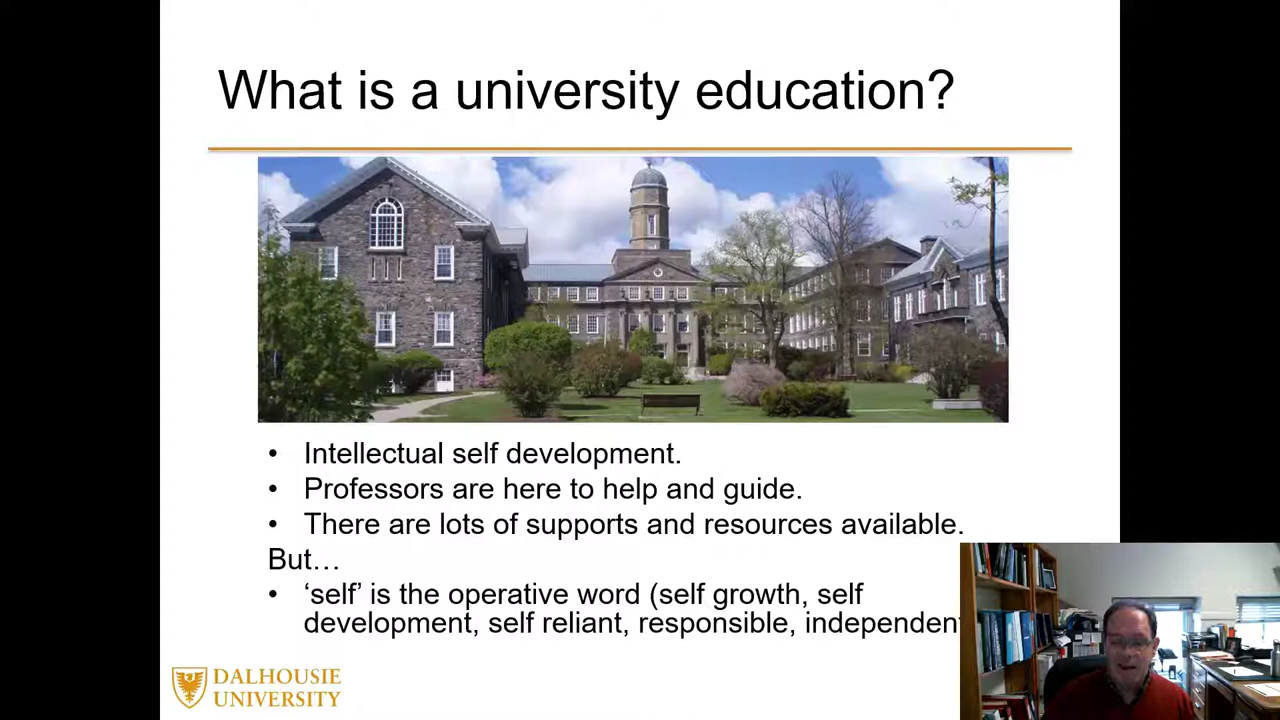 What is a university education?
• Intellectual self development.
• Professors are here to help and guide.
• There are lots of supports and resources available.
But…
• ‘self’ is the operative word (self growth, self
development, self reliant, responsible, independent
DALHOUSIE
UNIVERSITY